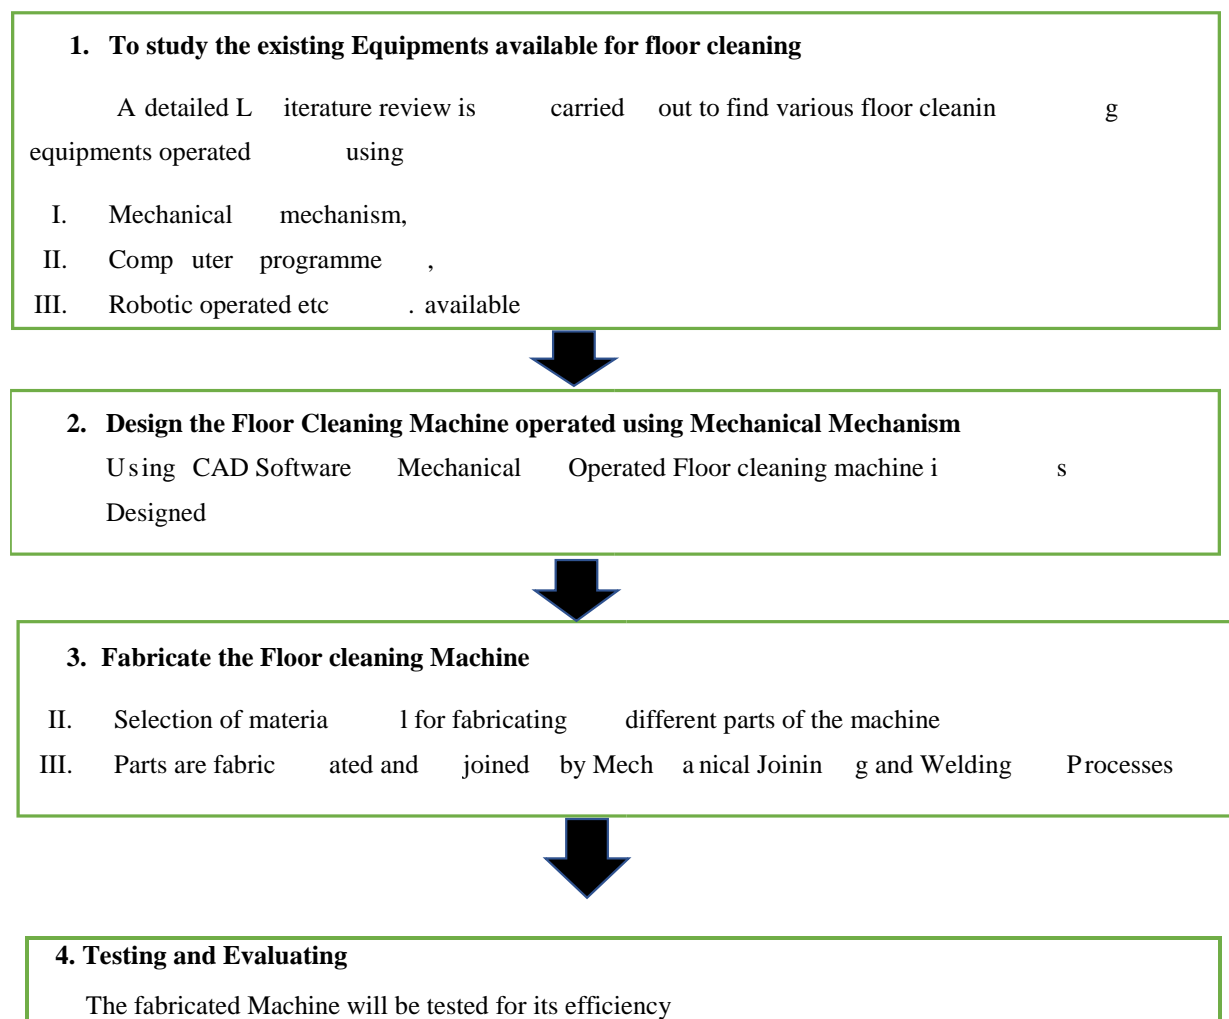 1. To study the existing Equipments available for floor cleaning
A detailed L iterature review is carried out to find various floor cleanin g
equipments operated using
I. Mechanical mechanism,
II. Comp uter programme ,
III. Robotic operated etc . available
2. Design the Floor Cleaning Machine operated using Mechanical Mechanism
Using CAD Software Mechanical Operated Floor cleaning machine i s
Designed
3. Fabricate the Floor cleaning Machine
II. Selection of materia l for fabricating different parts of the machine
III. Parts are fabric ated and joined by Mech a nical Joinin g and Welding Processes
4. Testing and Evaluating
The fabricated Machine will be tested for its efficiency